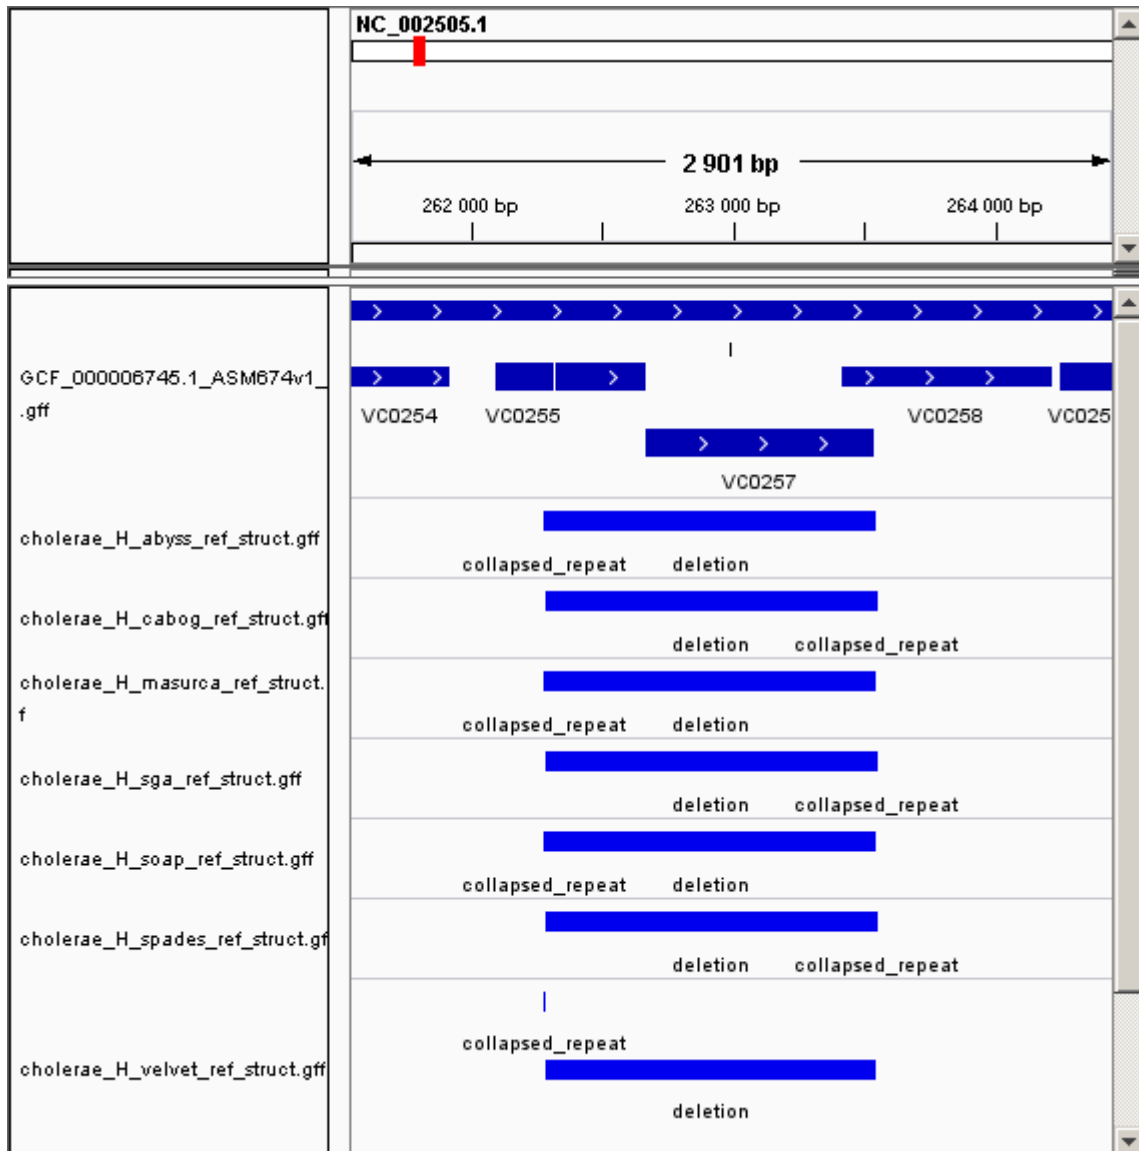 NC_002505.1
2 901 bp
262 000 bp 263 000 bp 264 000 bp
GCF_000006745.1_ASM674v1_
.gff
VC0254 VC0255 VC0258 VC025
VC0257
cholerae_H_abyss_ref_struct.gff
collapsed_repeat deletion
cholerae_H_cabog_ref_struct.gff
deletion collapsed_repeat
cholerae_H_masurca_ref_struct.
f
collapsed_repeat deletion
cholerae_H_sga_ref_struct.gff
deletion collapsed_repeat
cholerae_H_soap_ref_struct.gff
collapsed_repeat deletion
cholerae_H_spades_ref_struct.gf
deletion collapsed_repeat
collapsed_repeat
cholerae_H_velvet_ref_struct.gff
deletion